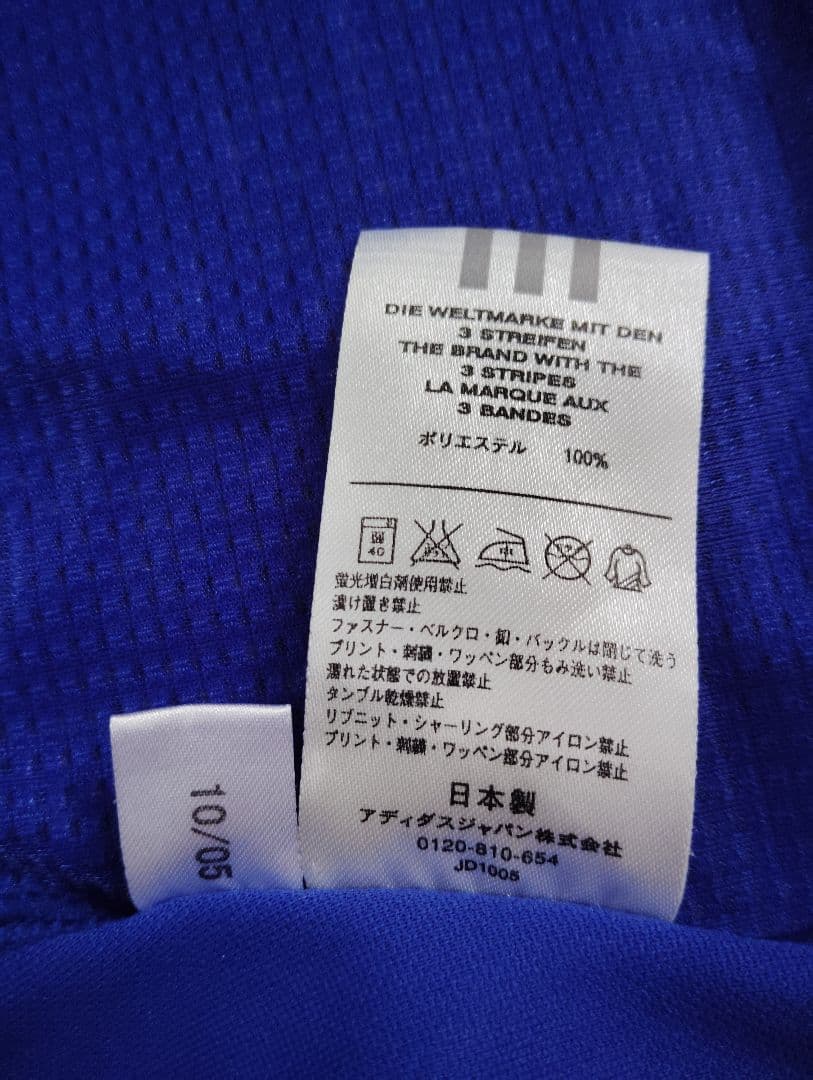 DIE WELTMARKE MIT DEN
3 STREIFEN
THE BRAND WITH THE
3 STRIPES
LA MARQUE AUX
3 BANDES
ポリエステル 100%
40
蛍光増白剤使用禁止
漬け置き禁止
ファスナー・ベルクロ・釦・バックルは閉じて洗う
プリント・刺繍・ワッペン部分もみ洗い禁止
濡れた状態での放置禁止
タンブル乾燥禁止
リブニット・シャーリング部分アイロン禁止
プリント・刺繍・ワッペン部分アイロン禁止
日本製
アディダスジャパン株式会社
0120-810-654
JD1005
10/05